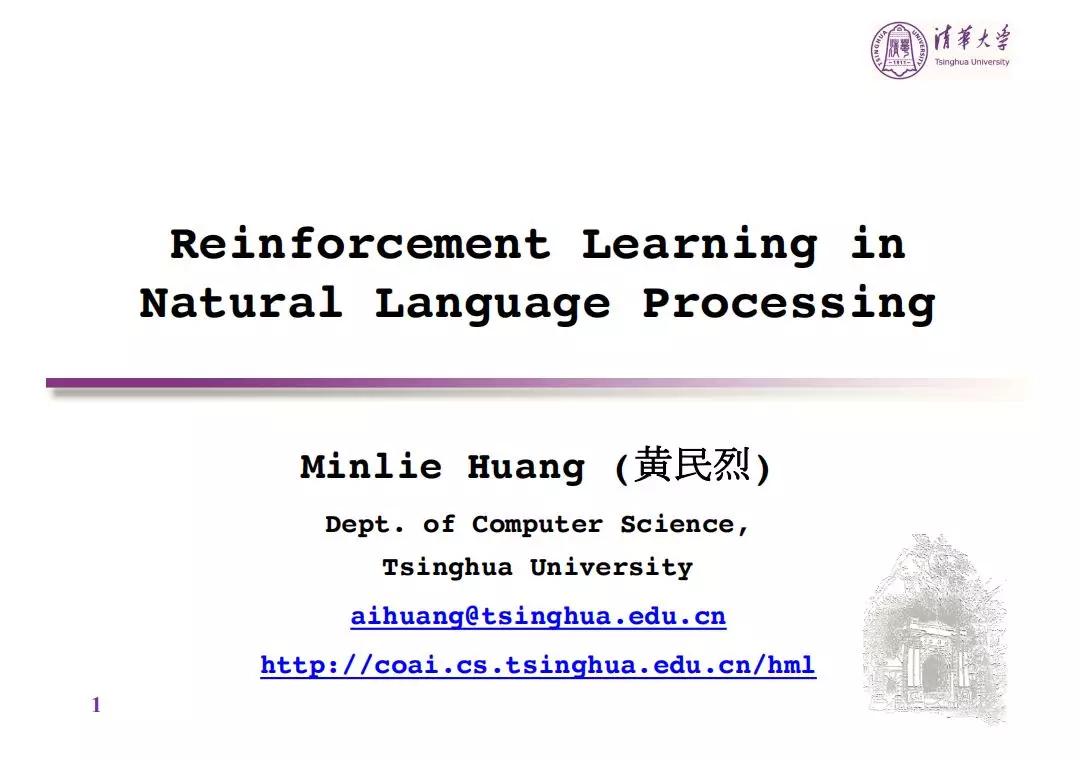 清華大学
Tsinghua University
TSINGHUA UNIVERSITY
-1911-
Reinforcement Learning in
Natural Language Processing
Minlie Huang (黄民烈)
Dept. of Computer Science,
Tsinghua University
aihuang@tsinghua.edu.cn
http://coai.cs.tsinghua.edu.cn/hml
1